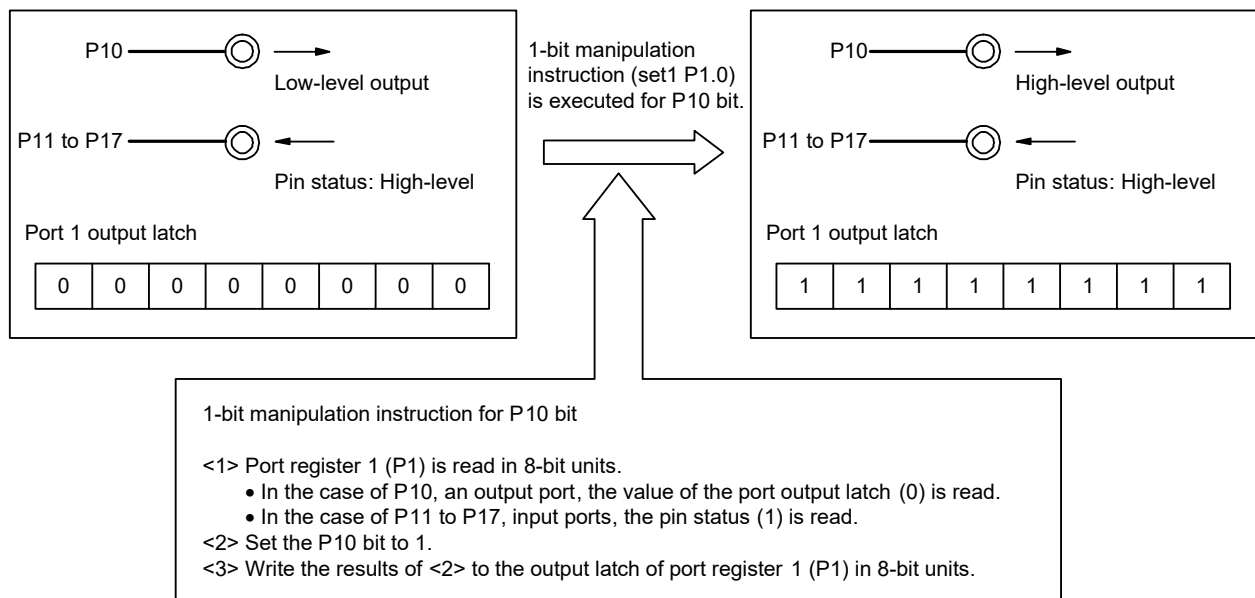 P10
Low-level output
P11 to P17
Pin status: High-level
Port 1 output latch
0 0 0 0 0 0 0 0
1-bit manipulation
instruction (set1 P1.0)
is executed for P10 bit.
P10
High-level output
P11 to P17
Pin status: High-level
Port 1 output latch
1 1 1 1 1 1 1 1
1-bit manipulation instruction for P10 bit
<1> Port register 1 (P1) is read in 8-bit units.
• In the case of P10, an output port, the value of the port output latch (0) is read.
• In the case of P11 to P17, input ports, the pin status (1) is read.
<2> Set the P10 bit to 1.
<3> Write the results of <2> to the output latch of port register 1 (P1) in 8-bit units.